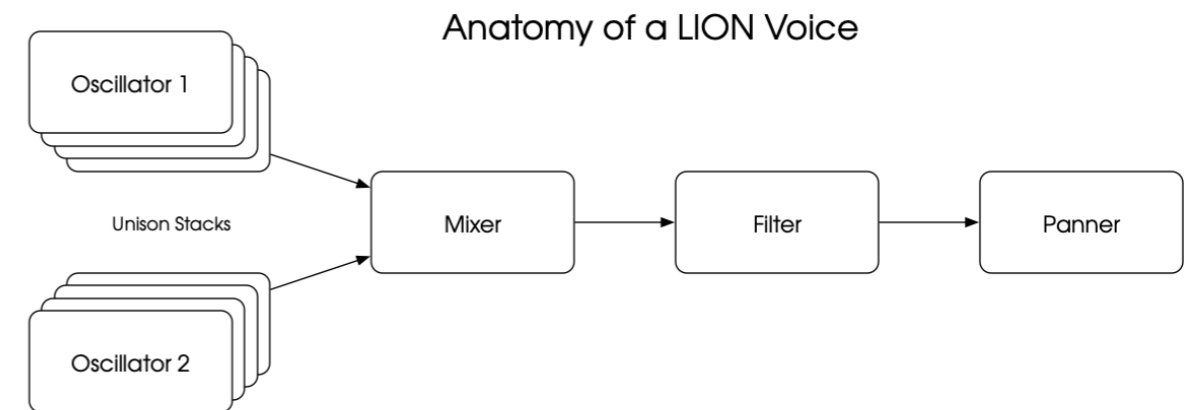 Anatomy of a LION Voice
Oscillator 1
Unison Stacks
Mixer
Filter
Panner
Oscillator 2